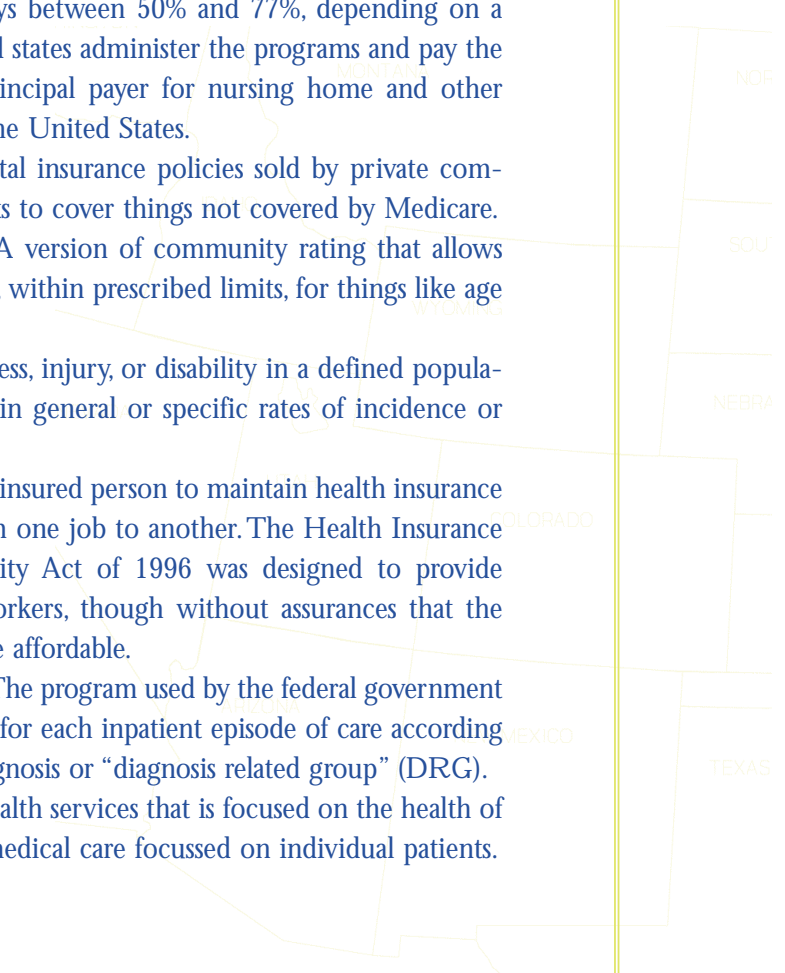 ys between 50% and 77%, depending on a
d states administer the programs and pay the
incipal payer for nursing home and other
he United States.
tal insurance policies sold by private com-
ks to cover things not covered by Medicare.
A version of community rating that allows
within prescribed limits, for things like age
ess, injury, or disability in a defined popula-
in general or specific rates of incidence or
insured person to maintain health insurance
m one job to another. The Health Insurance
ity Act of 1996 was designed to provide
orkers, though without assurances that the
e affordable.
The program used by the federal government
for each inpatient episode of care according
gnosis or “diagnosis related group” (DRG).
alth services that is focused on the health of
medical care focussed on individual patients.
MONTAN
WYOMING
COLORADO
ARIZONA
MEXICO
NOR
SOU
NEBRA
TEXAS